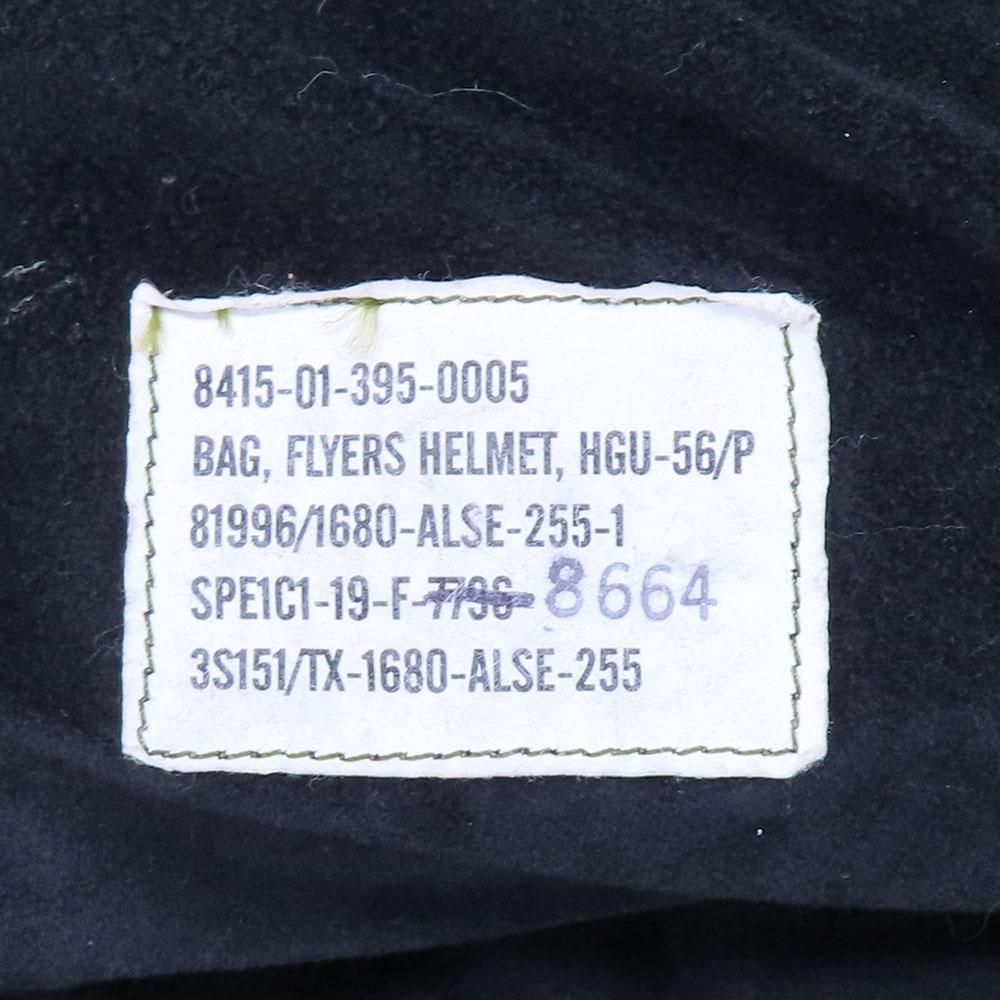 8415-01-395-0005
BAG, FLYERS HELMET, HGU-56/P
81996/1680-ALSE-255-1
SPE1C1-19-F-7796 8664
3S151/TX-1680-ALSE-255